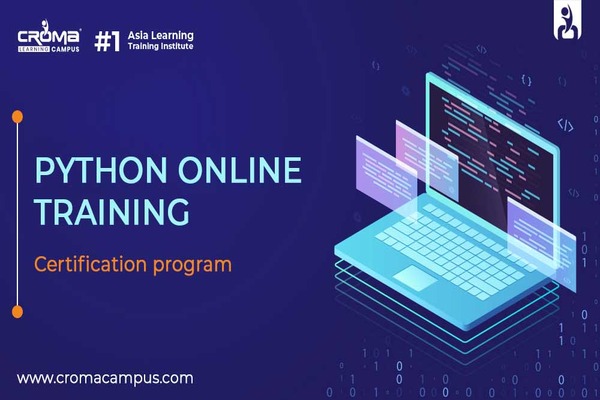 CROMA
LEARNING CAMPUS
#1
Asia Learning
Training Institute
PYTHON ONLINE
TRAINING
Certification program
www.cromacampus.com